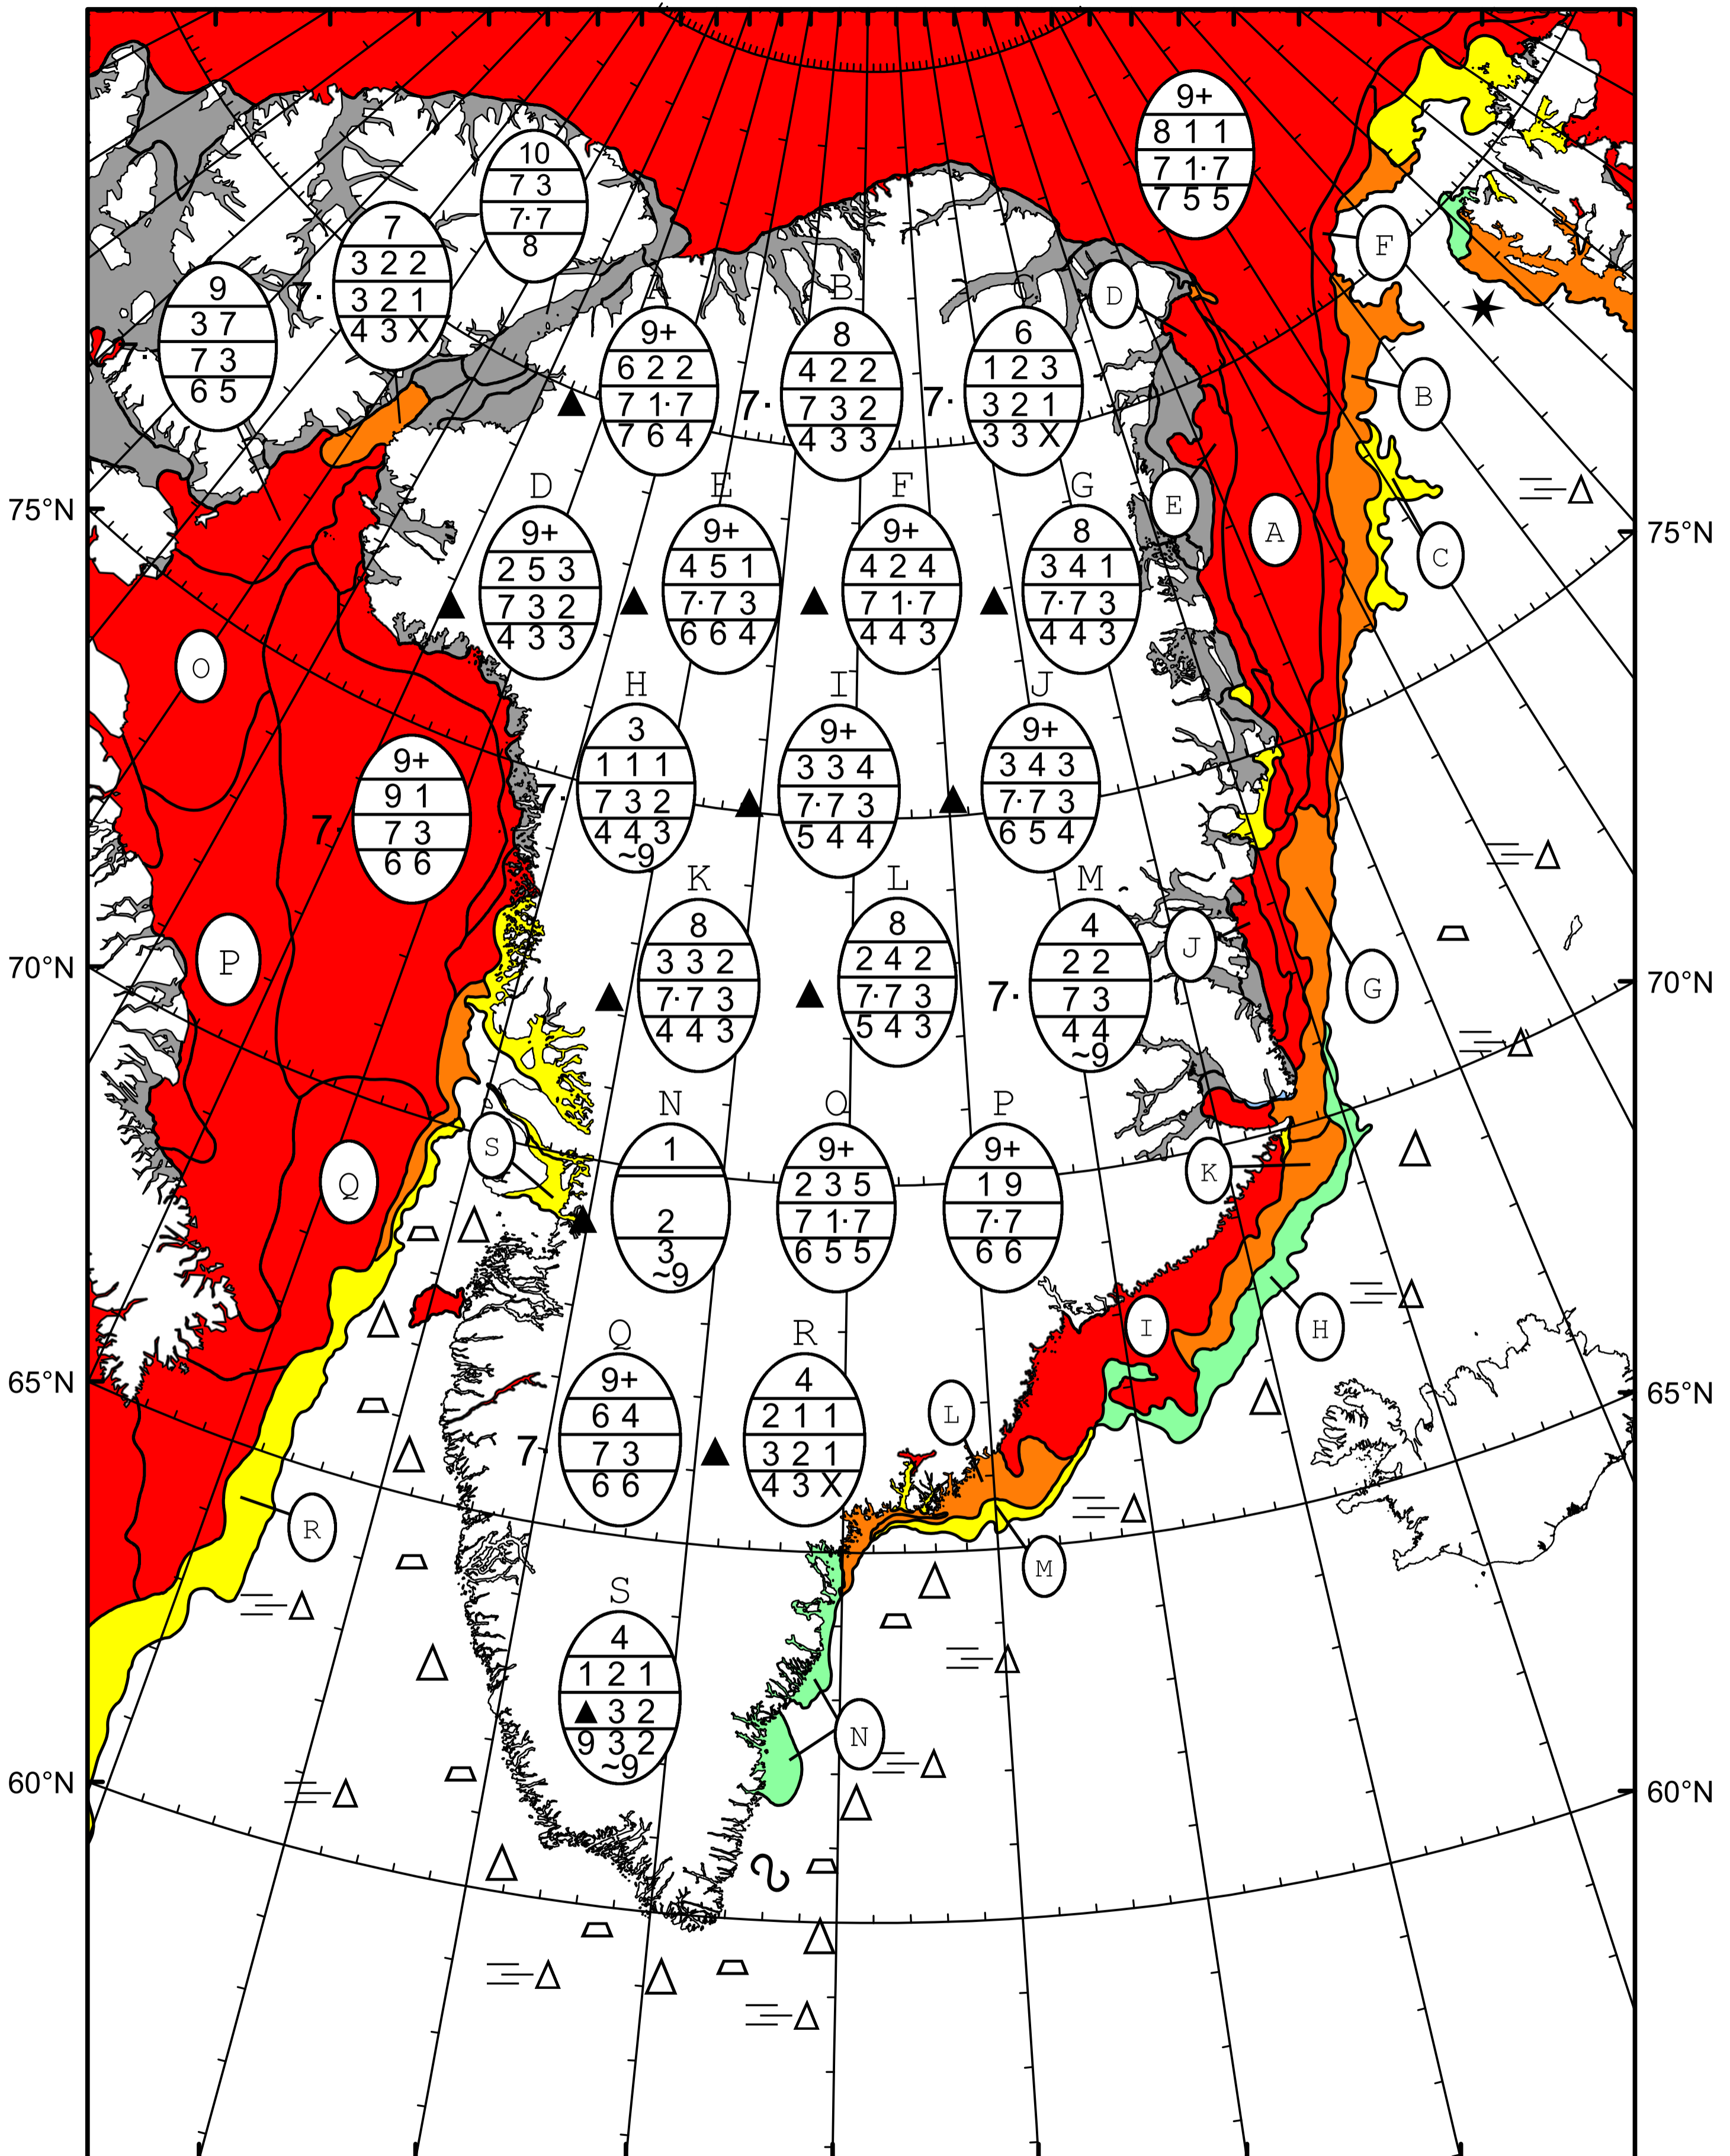 9+
8 1 1
7 1·7
7 5 5
10
7 3
7·7
8
7
3 2 2
7· 3 2 1
4 3 X
F
9
3 7
7· 7 3
6 5
A
9+
6 2 2
▲ 7 1·7
7 6 4
B
8
4 2 2
7· 7 3 2
4 3 3
C
6
1 2 3
7· 3 2 1
3 3 X
D
B
75°N
D
9+
2 5 3
▲ 7 3 2
4 3 3
E
9+
4 5 1
▲ 7·7 3
6 6 4
F
9+
4 2 4
▲ 7 1·7
4 4 3
G
8
3 4 1
▲ 7·7 3
4 4 3
E
A
C
75°N
O
H
3
1 1 1
7· 7 3 2
4 4 3
~9
I
9+
3 3 4
▲ 7·7 3
5 4 4
J
9+
3 4 3
▲ 7·7 3
6 5 4
9+
9 1
7· 7 3
6 6
K
8
3 3 2
▲ 7·7 3
4 4 3
L
8
2 4 2
▲ 7·7 3
5 4 3
M
4
2 2
7· 7 3
4 4
~9
J
G
70°N
P
70°N
N
1
▲ 2
3
~9
O
9+
2 3 5
7 1·7
6 5 5
P
9+
1 9
7·7
6 6
S
Q
K
I
H
65°N
Q
9+
6 4
7· 7 3
6 6
R
4
2 1 1
▲ 3 2 1
4 3 X
L
65°N
R
M
S
4
1 2 1
▲ 3 2
9 3 2
~9
N
60°N
60°N